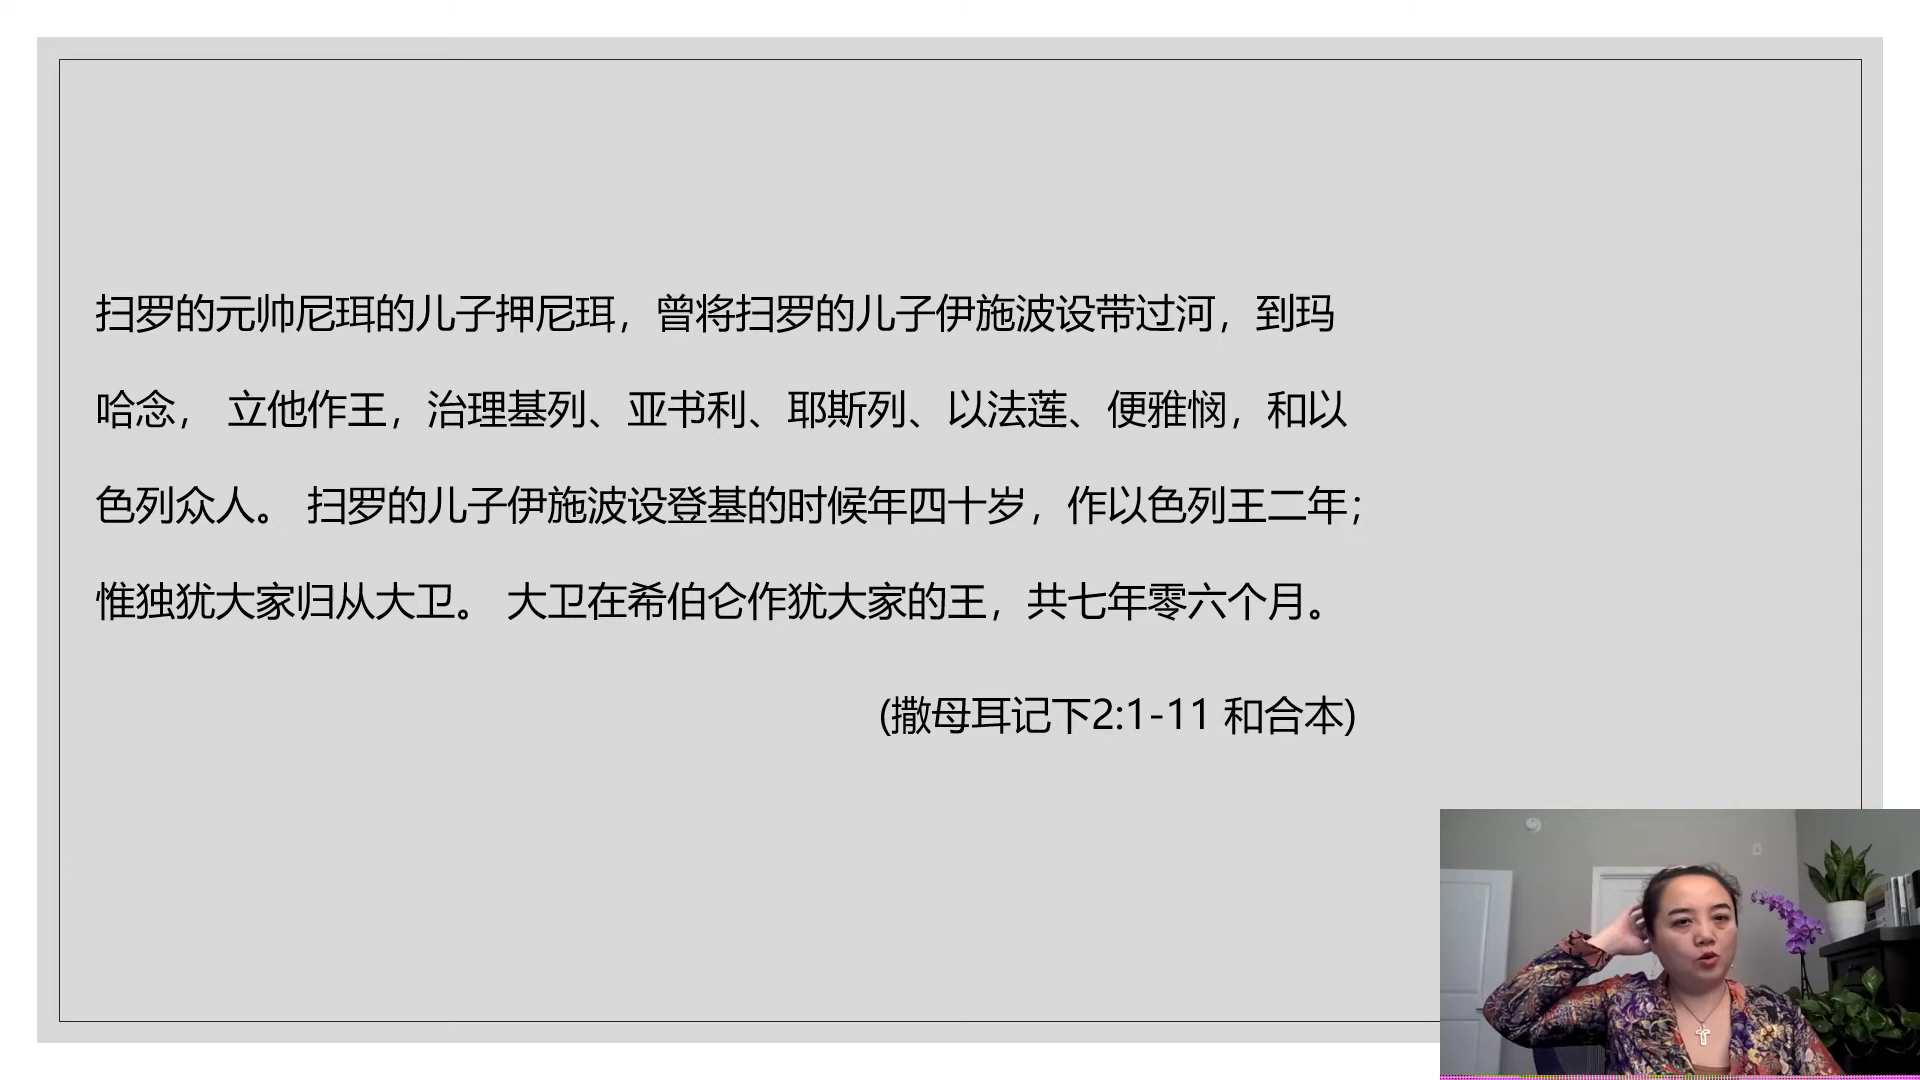 扫罗的元帅尼珥的儿子押尼珥，曾将扫罗的儿子伊施波设带过河，到玛
哈念， 立他作王，治理基列、亚书利、耶斯列、以法莲、便雅悯，和以
色列众人。 扫罗的儿子伊施波设登基的时候年四十岁，作以色列王二年；
惟独犹大家归从大卫。 大卫在希伯仑作犹大家的王，共七年零六个月。
(撒母耳记下2:1-11 和合本)